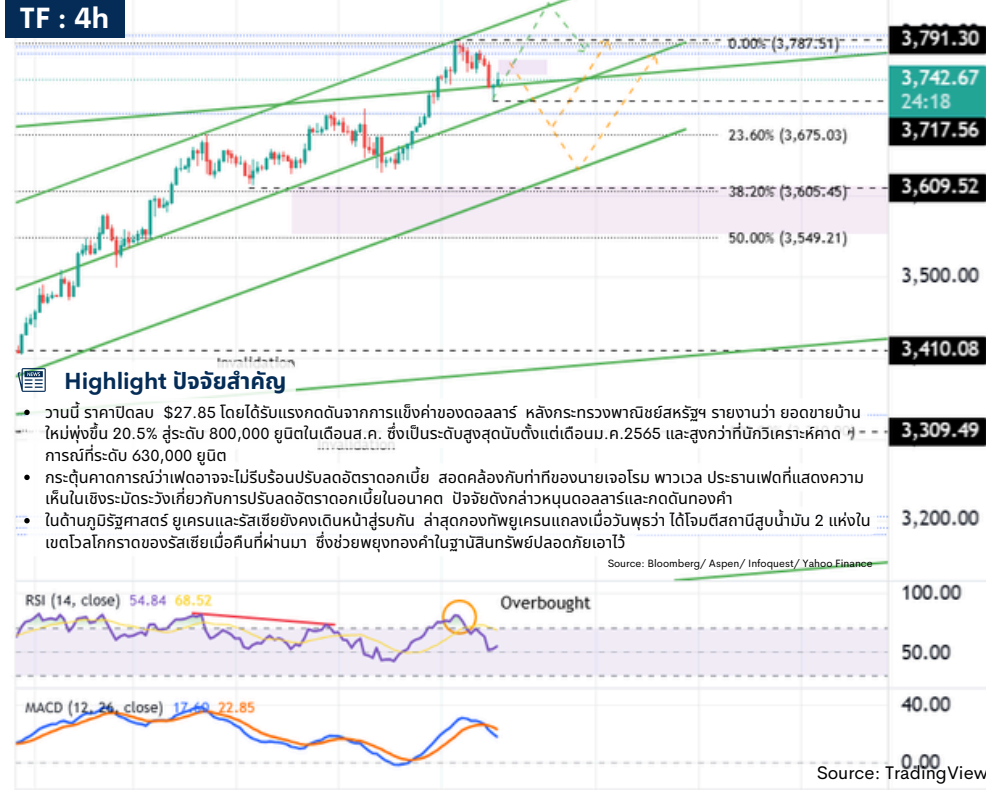 TF : 4h
3,791.30
0.00% (3,787.51)
3,742.67
24:18
3,717.56
23.60% (3,675.03)
3,609.52
38.20% (3,605.45)
50.00% (3,549.21)
3,500.00
3,410.08
Invalidation
NEWS
Highlight ปัจจัยสำคัญ
วานนี้ ราคาปิดลบ $27.85 โดยได้รับแรงกดดันจากการแข็งค่าของดอลลาร์ หลังกระทรวงพาณิชย์สหรัฐฯ รายงานว่า ยอดขายบ้าน
ใหม่พุ่งขึ้น 20.5% สู่ระดับ 800,000 ยูนิตในเดือนส.ค. ซึ่งเป็นระดับสูงสุดนับตั้งแต่เดือนม.ค.2565 และสูงกว่าที่นักวิเคราะห์คาด
การณ์ที่ระดับ 630,000 ยูนิต
3,309.49
Invalidation
กระตุ้นคาดการณ์ว่าเฟดอาจจะไม่รีบร้อนปรับลดอัตราดอกเบี้ย สอดคล้องกับท่าทีของนายเจอโรม พาวเวล ประธานเฟดที่แสดงความ
เห็นในเชิงระมัดระวังเกี่ยวกับการปรับลดอัตราดอกเบี้ยในอนาคต ปัจจัยดังกล่าวหนุนดอลลาร์และกดดันทองคำ
ในด้านภูมิรัฐศาสตร์ ยูเครนและรัสเซียยังคงเดินหน้าสู้รบกัน ล่าสุดกองทัพยูเครนแถลงเมื่อวันพุธว่า ได้โจมตีสถานีสูบน้ำมัน 2 แห่งใน
เขตโวลโกกราดของรัสเซียเมื่อคืนที่ผ่านมา ซึ่งช่วยพยุงทองคำในฐานสินทรัพย์ปลอดภัยเอาไว้
3,200.00
Source: Bloomberg/ Aspen/ Infoquest/ Yahoo Finance
RSI (14, close) 54.84 68.52
Overbought
100.00
50.00
MACD (12, 26, close) 17.69 22.85
40.00
0.00
Source: TradingView